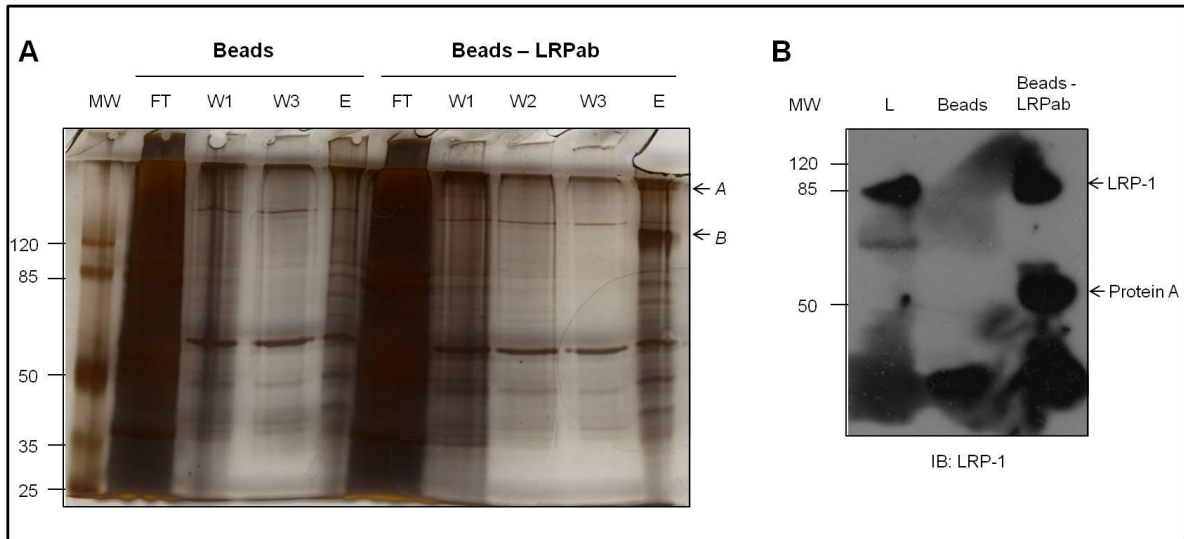 A
Beads
Beads – LRPab
MW FT W1 W3 E FT W1 W2 W3 E
A
B
120
85
50
35
25
B
MW L Beads Beads - LRPab
120
85
50
LRP-1
Protein A
IB: LRP-1